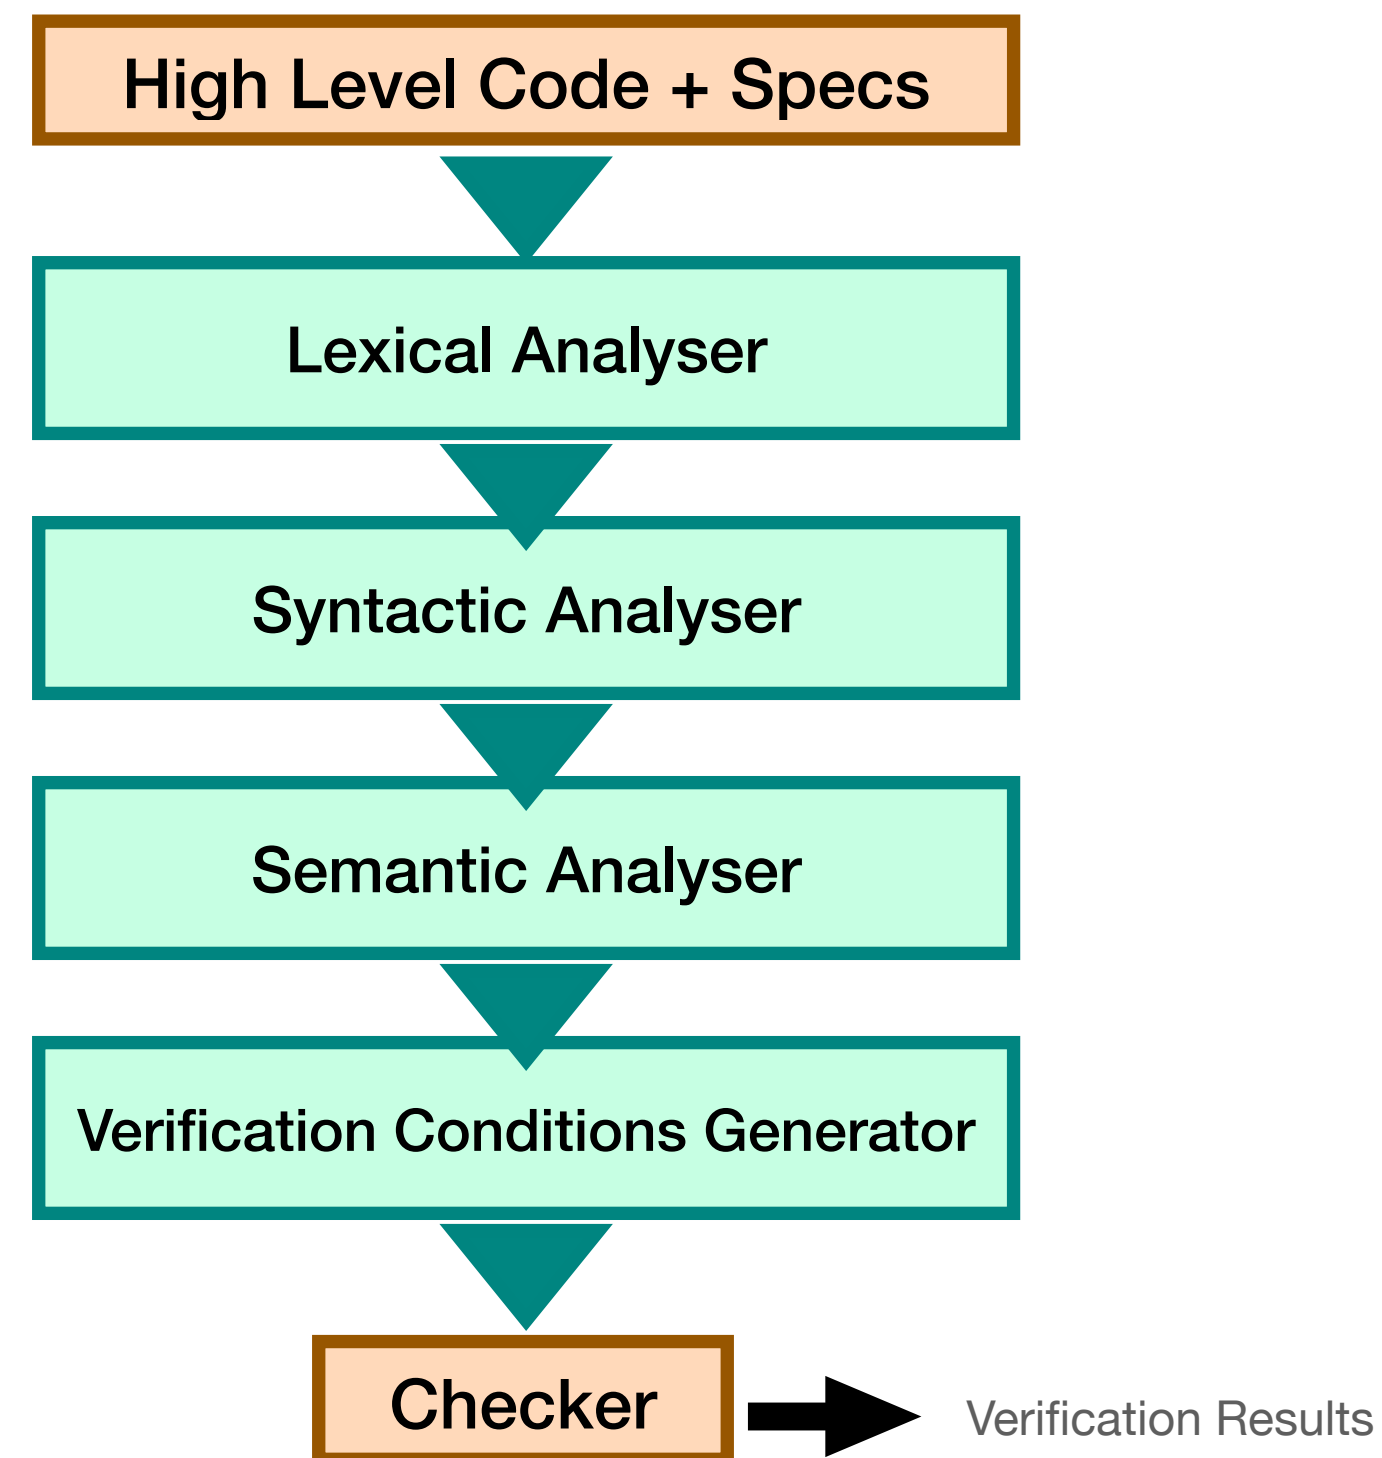 High Level Code + Specs
Lexical Analyser
Syntactic Analyser
Semantic Analyser
Verification Conditions Generator
Checker
Verification Results